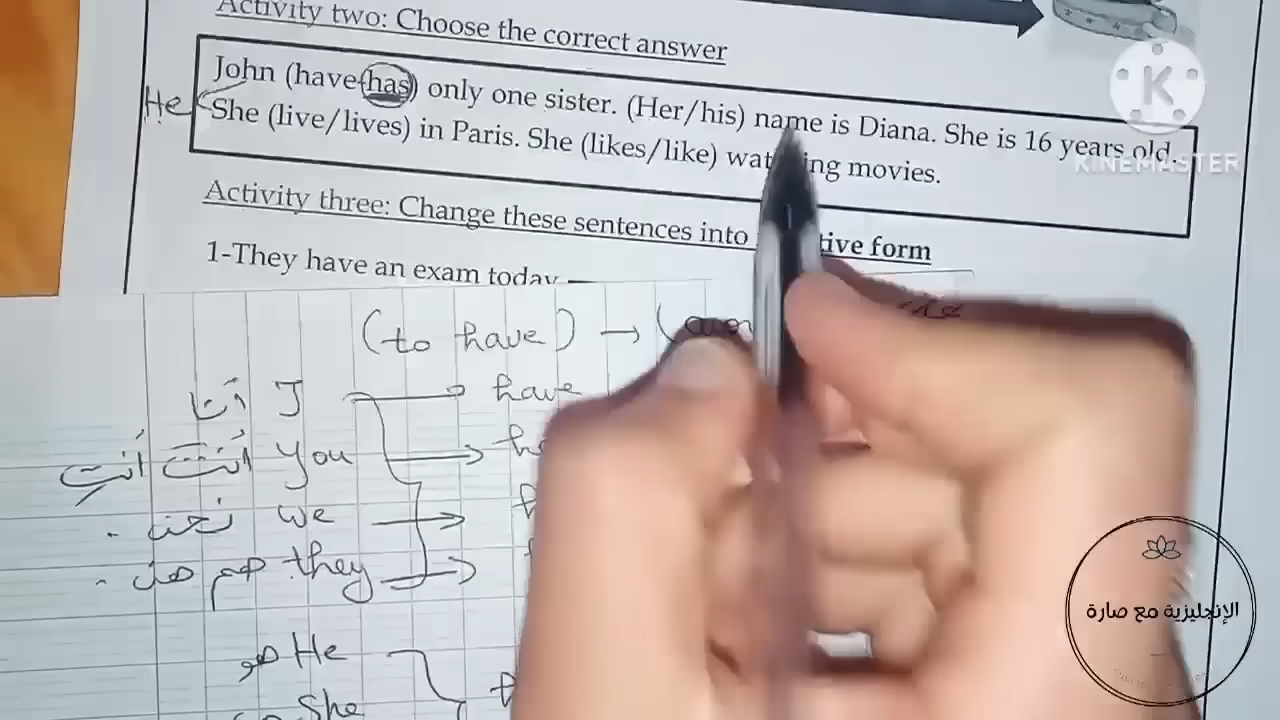 Activity two: Choose the correct answer
John (have/has) only one sister. (Her/his) name is Diana. She is 16 years old.
He
She (live/lives) in Paris. She (likes/like) movies.
Activity three: Change these sentences into form
1-They have an exam today
(to have) →
أنا I have
أنتَ أنتِ You
نحن we
هم هن they
هو He
She
K
KINEMASTER
الإنجليزية مع صارة